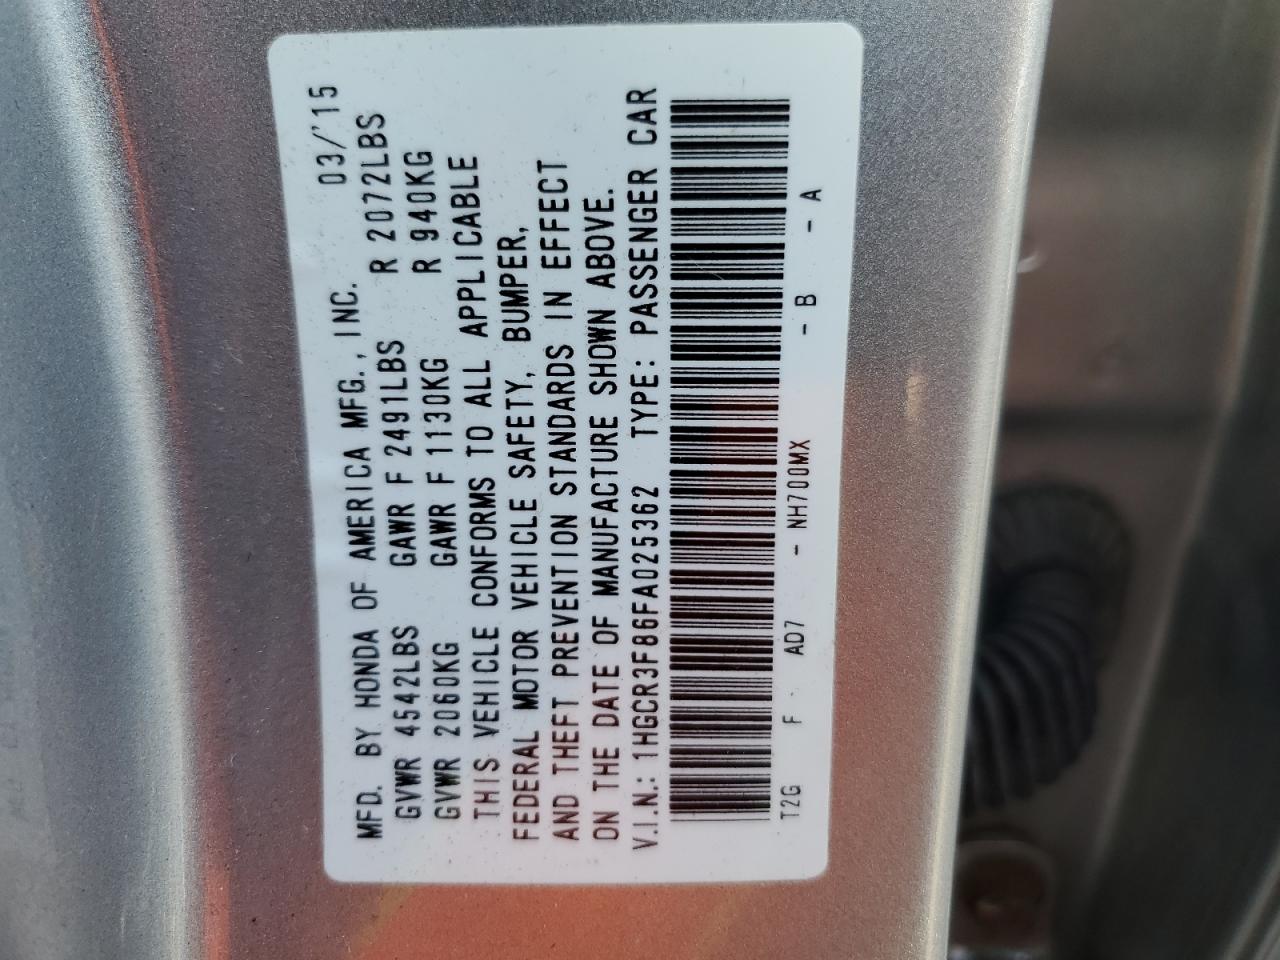 MFD. BY HONDA OF AMERICA MFG., INC. 03/'15
GVWR 4542LBS GAWR F 2491LBS R 2072LBS
GVWR 2060KG GAWR F 1130KG R 940KG
THIS VEHICLE CONFORMS TO ALL APPLICABLE
FEDERAL MOTOR VEHICLE SAFETY, BUMPER,
AND THEFT PREVENTION STANDARDS IN EFFECT
ON THE DATE OF MANUFACTURE SHOWN ABOVE.
V.I.N.: 1HGCR3F86FA025362 TYPE: PASSENGER CAR
T2G F AD7 - NH700MX - B - A